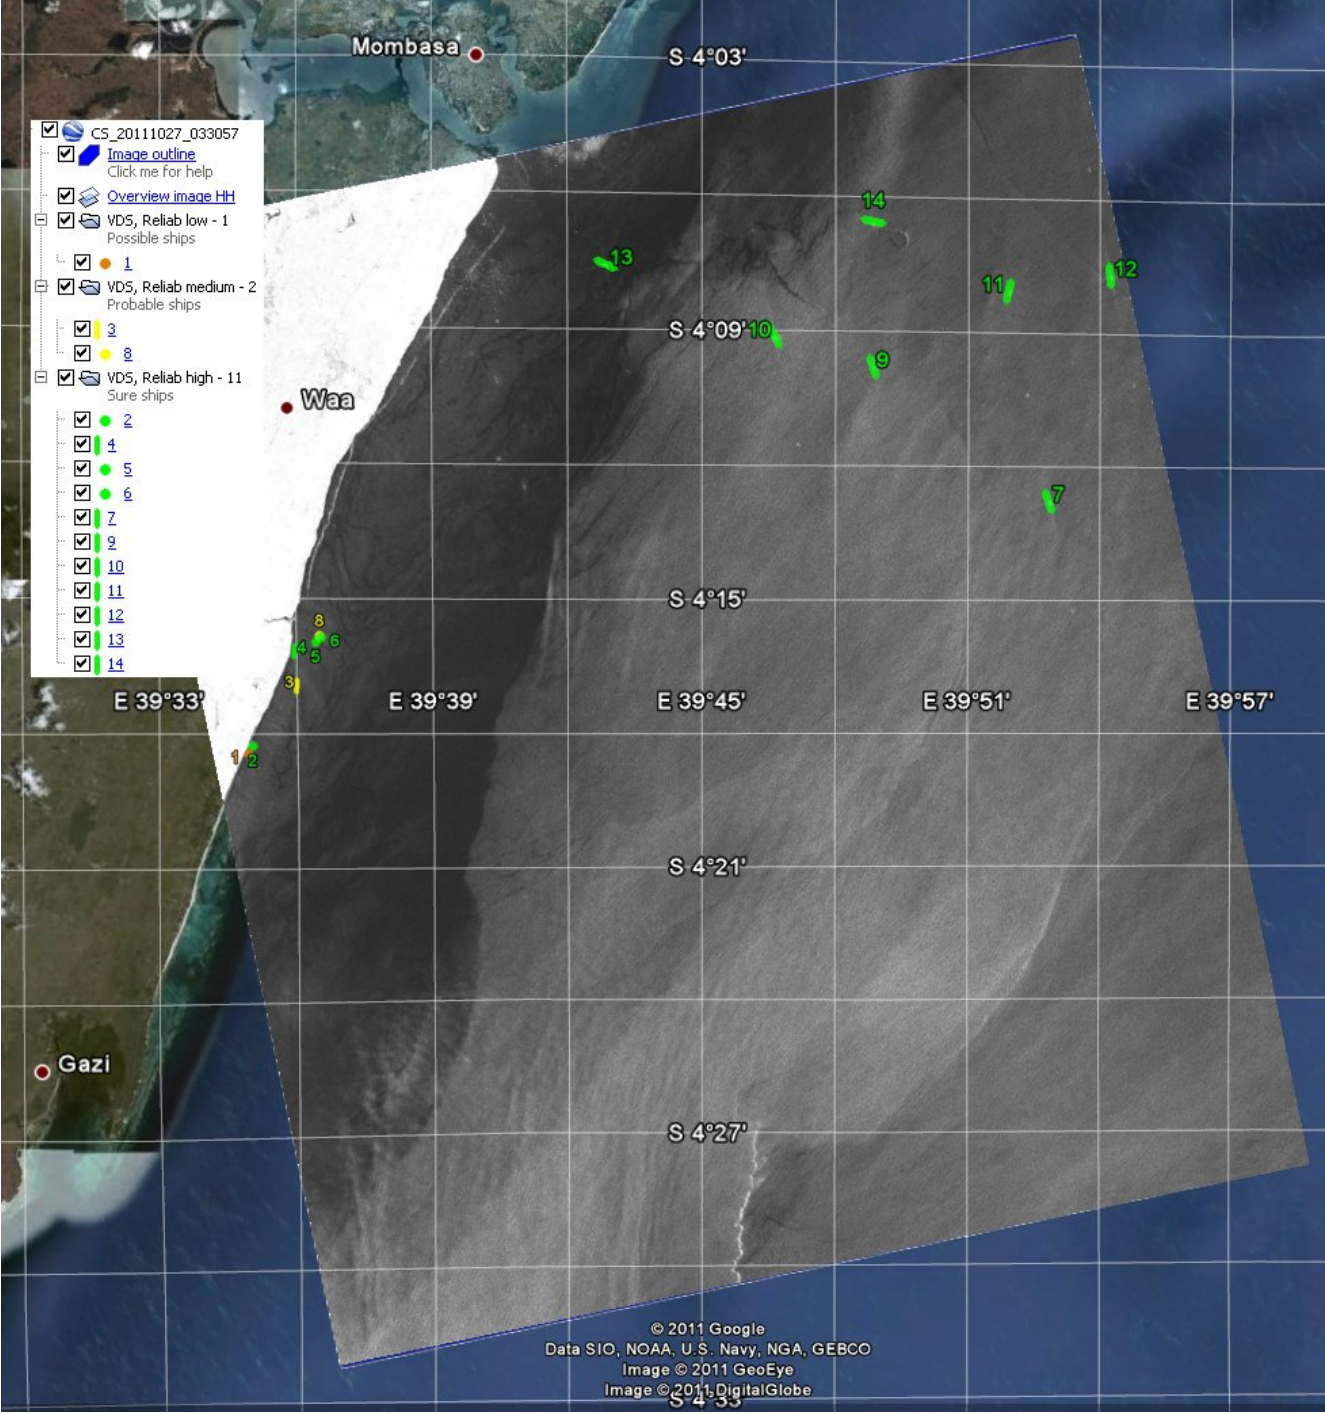 Mombasa
S 4°03'
CS_20111027_033057
Image outline
Click me for help
Overview image HH
VDS, Reliab low - 1
Possible ships
1
VDS, Reliab medium - 2
Probable ships
3
8
VDS, Reliab high - 11
Sure ships
2
4
5
6
7
9
10
11
12
13
14
14
13
12
11
S 4°09'
10
9
Waa
7
S 4°15'
8
4
6
5
3
E 39°33'
E 39°39'
E 39°45'
E 39°51'
E 39°57'
1
2
S 4°21'
Gazi
S 4°27'
© 2011 Google
Data SIO, NOAA, U.S. Navy, NGA, GEBCO
Image © 2011 GeoEye
Image © 2011 DigitalGlobe
S 4°33'